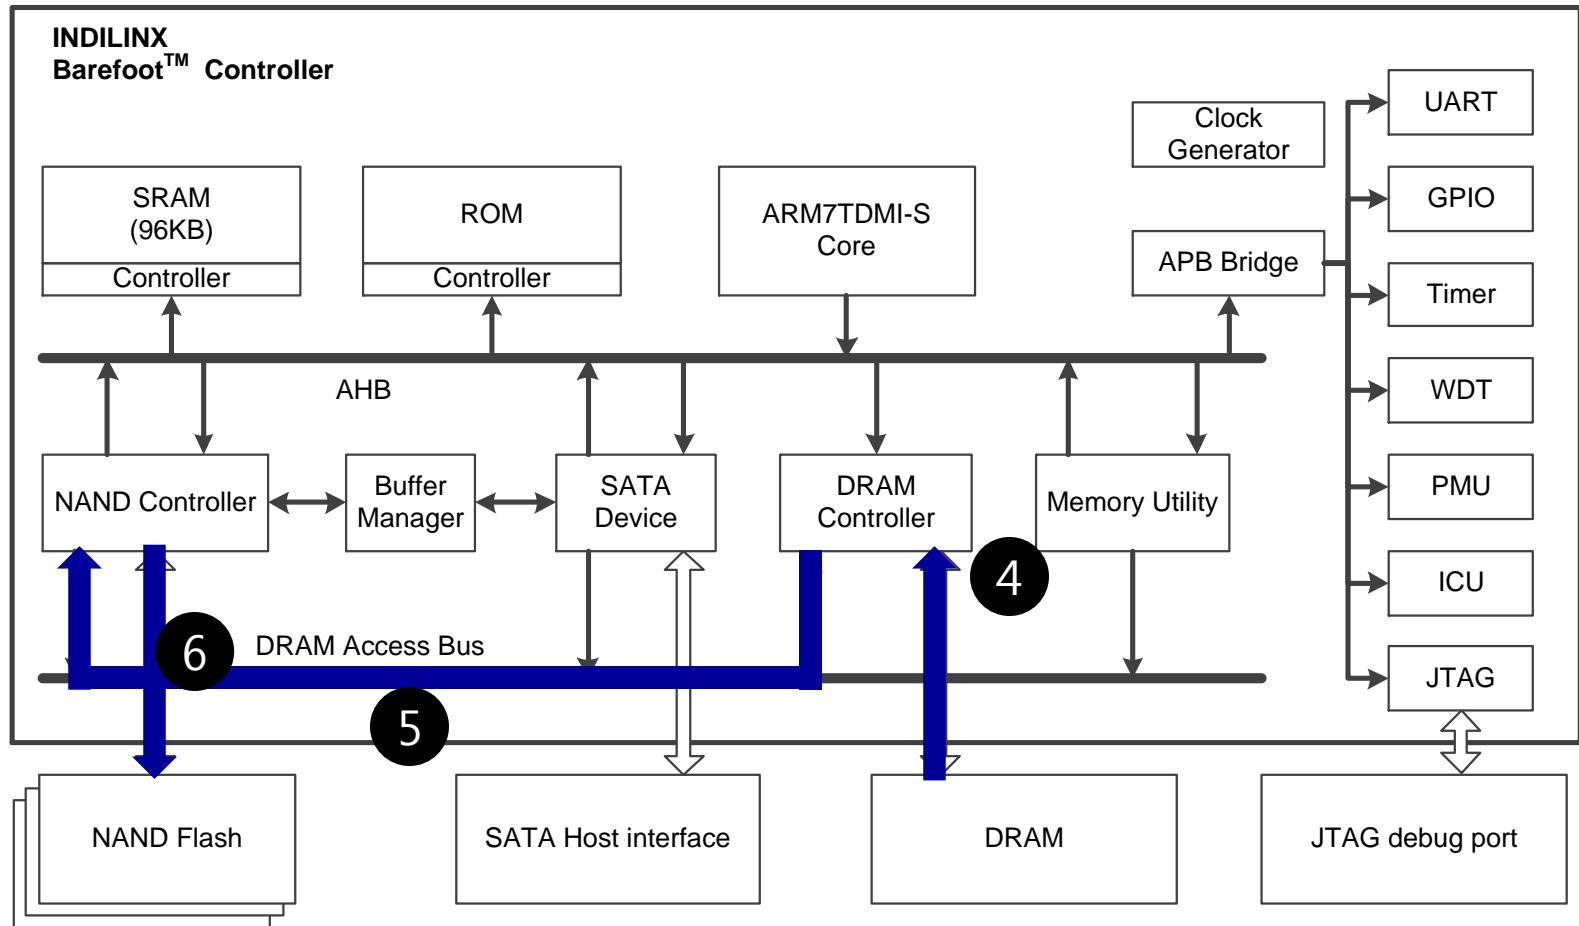 INDILINX
Barefoot™ Controller
UART
Clock
Generator
GPIO
SRAM
(96KB)
Controller
ROM
Controller
ARM7TDMI-S
Core
APB Bridge
Timer
AHB
WDT
NAND Controller
Buffer
Manager
SATA
Device
DRAM
Controller
Memory Utility
PMU
4
ICU
6
DRAM Access Bus
5
JTAG
NAND Flash
SATA Host interface
DRAM
JTAG debug port